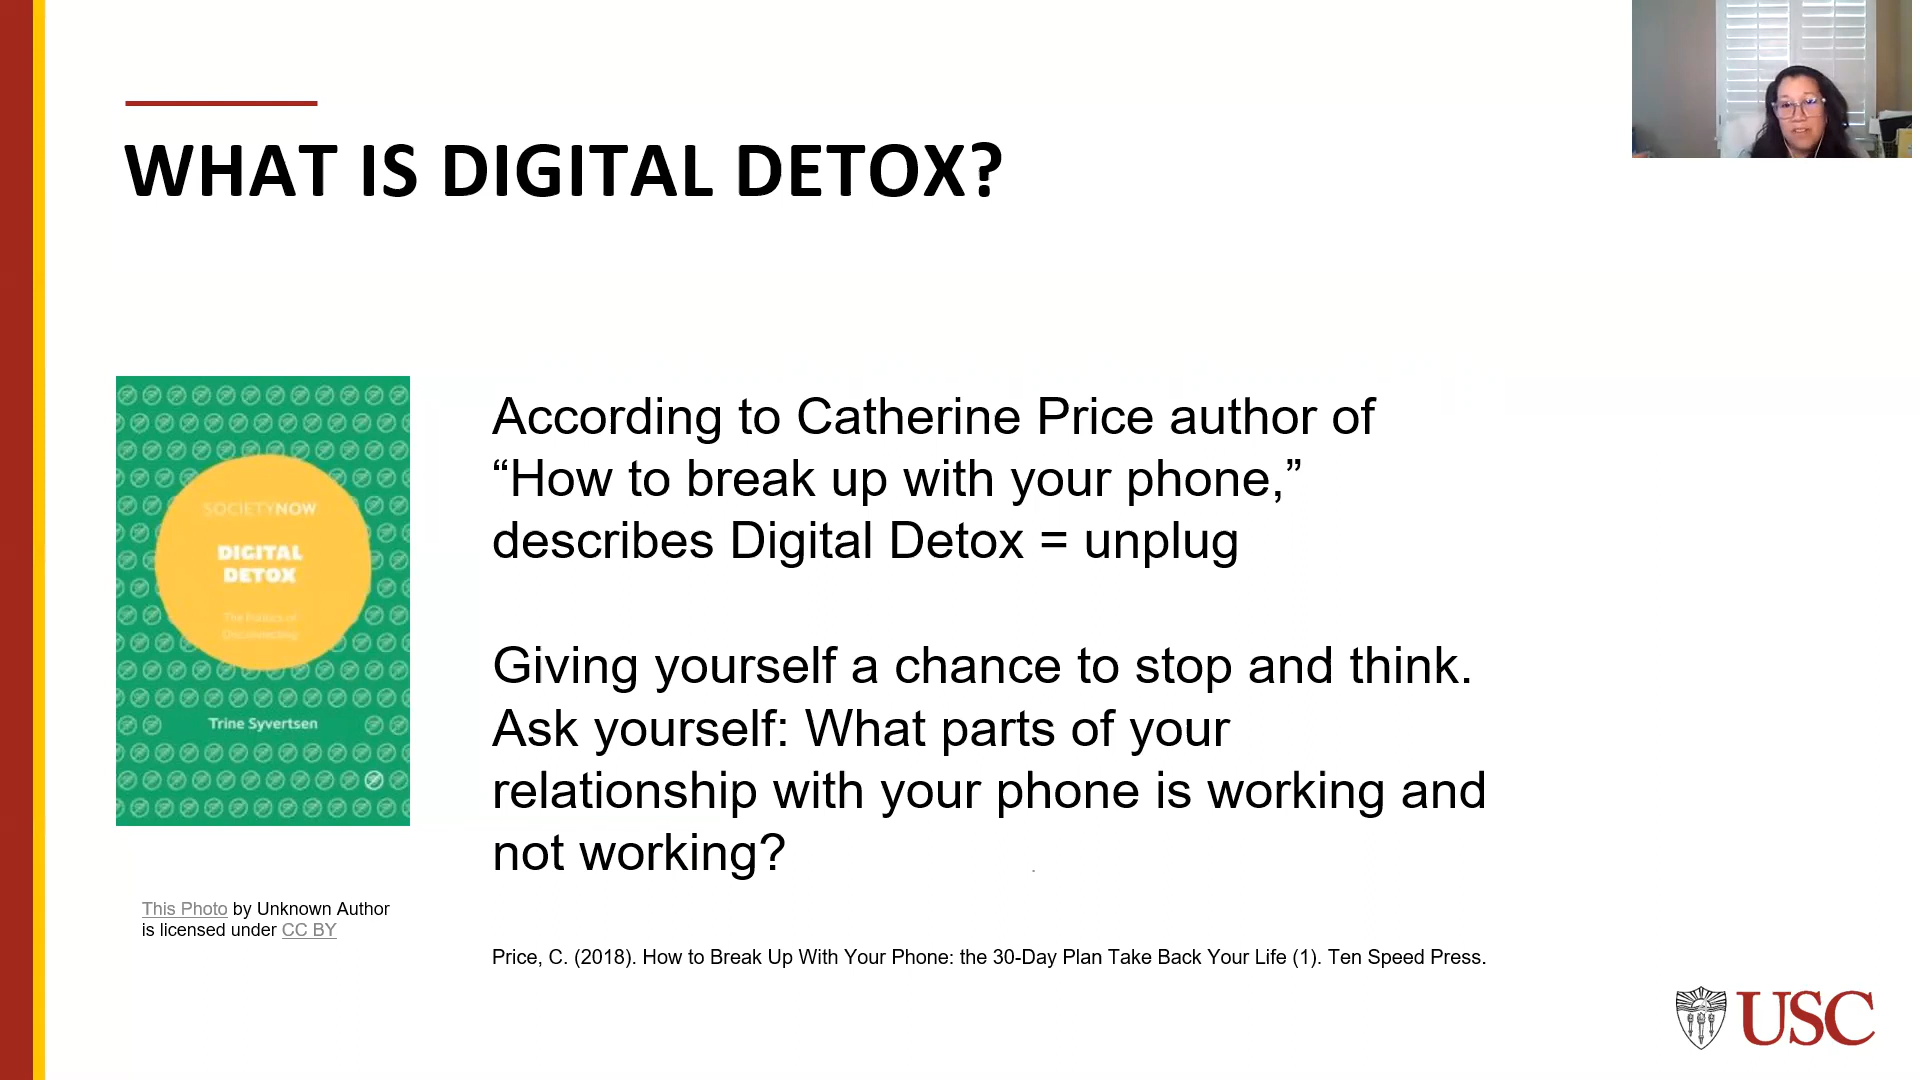 WHAT IS DIGITAL DETOX?
SOCIETYNOW
DIGITAL
DETOX
The Politics of
Disconnecting
Trine Syvertsen
According to Catherine Price author of
“How to break up with your phone,”
describes Digital Detox = unplug
Giving yourself a chance to stop and think.
Ask yourself: What parts of your
relationship with your phone is working and
not working?
This Photo by Unknown Author
is licensed under CC BY
Price, C. (2018). How to Break Up With Your Phone: the 30-Day Plan Take Back Your Life (1). Ten Speed Press.
USC